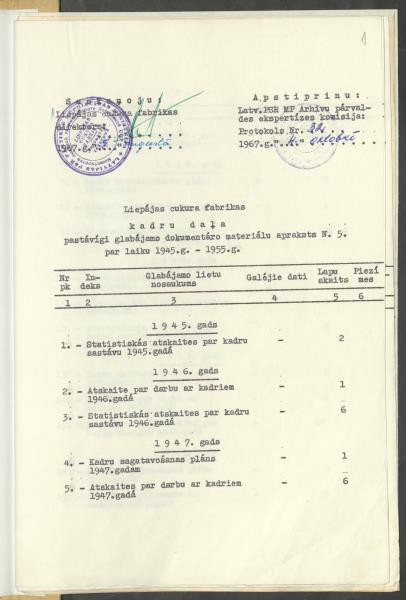 1
Saskaņoju:
Liepājas cukura fabrikas
direktors:
1967.g."
Apstiprinu:
Latv.PSR MP Arhīvu pārval-
des ekspertīzes komisija:
Protokols Nr. 32.
1967.g." oktobrī
Liepājas cukura fabrikas
kadru daļa
pastāvīgi glabājamo dokumentāro materiālu apraksts N. 5.
par laiku 1945.g. - 1955.g.
Nr pk
In-deks
Glabājamo lietu nosaukums
Galējie dati
Lapu skaits
Piezī mes
1 2 3 4 5 6
1945. gads
1. - Statistiskās atskaites par kadru - 2
sastāvu 1945.gadā
1946. gads
2. - Atskaite par darbu ar kadriem - 1
1946.gadā
3. - Statistiskās atskaites par kadru - 6
sastāvu 1946.gadā
1947. gads
4. - Kadru sagatavošanas plāns - 1
1947.gadam
5. - Atskaites par darbu ar kadriem - 6
1947.gadā